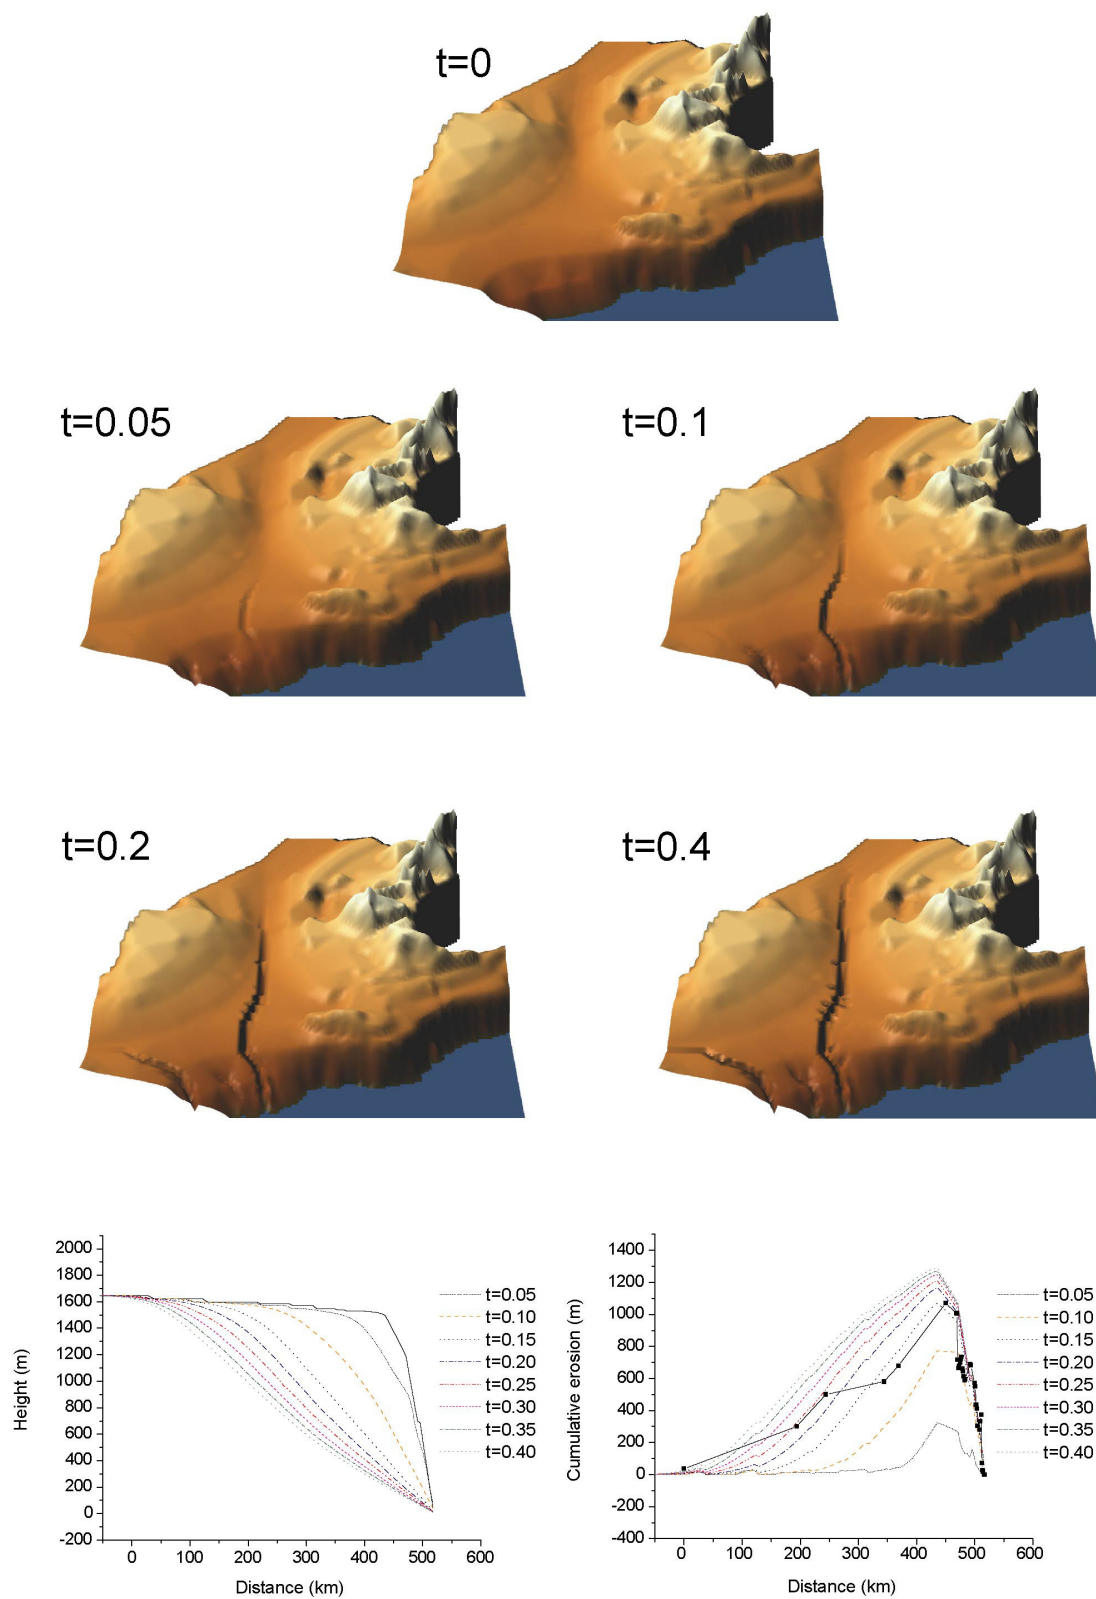 t=0
t=0.05
t=0.1
t=0.2
t=0.4
2000
1800
1600
1400
1200
1000
800
600
400
200
0
-200
Height (m)
0 100 200 300 400 500 600
Distance (km)
t=0.05
t=0.10
t=0.15
t=0.20
t=0.25
t=0.30
t=0.35
t=0.40
1400
1200
1000
800
600
400
200
0
-200
-400
Cumulative erosion (m)
0 100 200 300 400 500 600
Distance (km)
t=0.05
t=0.10
t=0.15
t=0.20
t=0.25
t=0.30
t=0.35
t=0.40